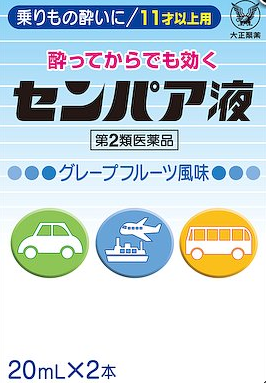 乗りもの酔いに/11才以上用
大正製薬
酔ってからでも効く
センパア液
第2類医薬品
グレープフルーツ風味
20mL×2本